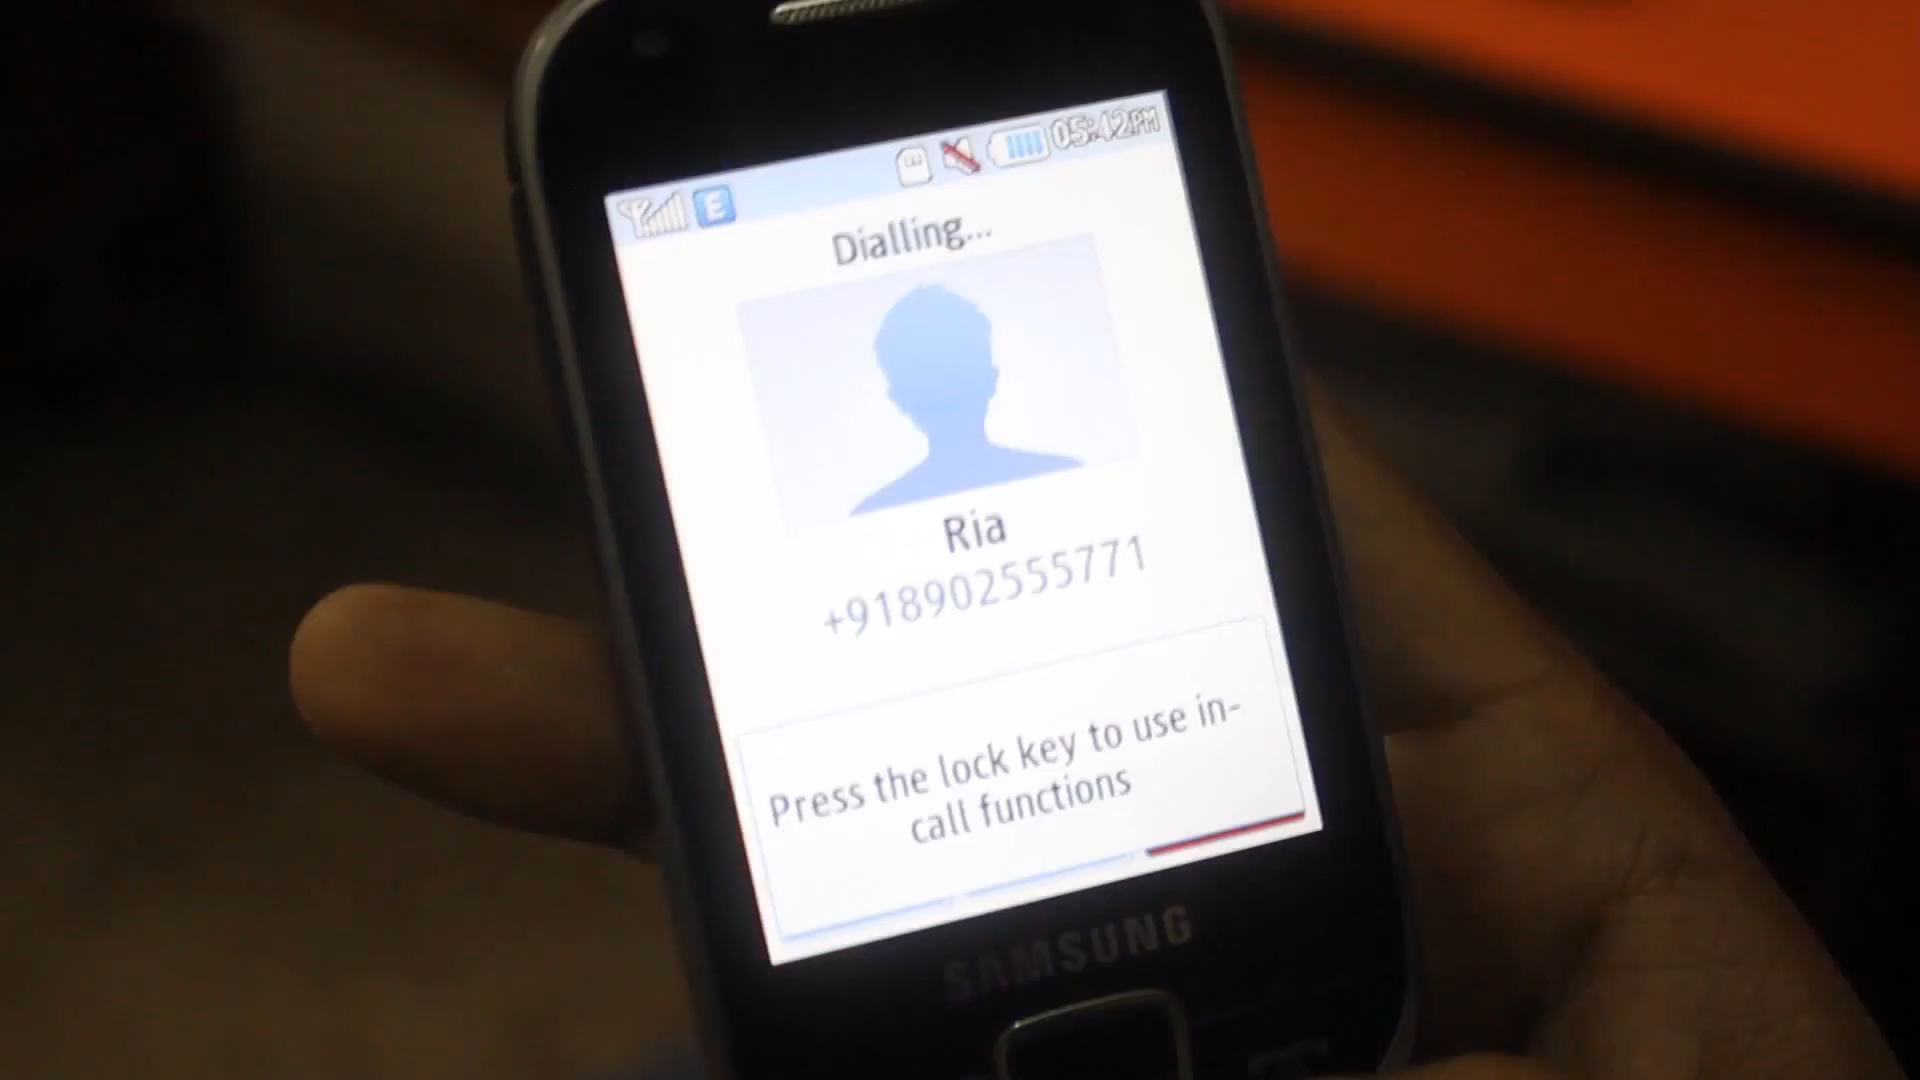 E 05:42PM
Dialling...
Ria
+918902555771
Press the lock key to use in-
call functions
SAMSUNG